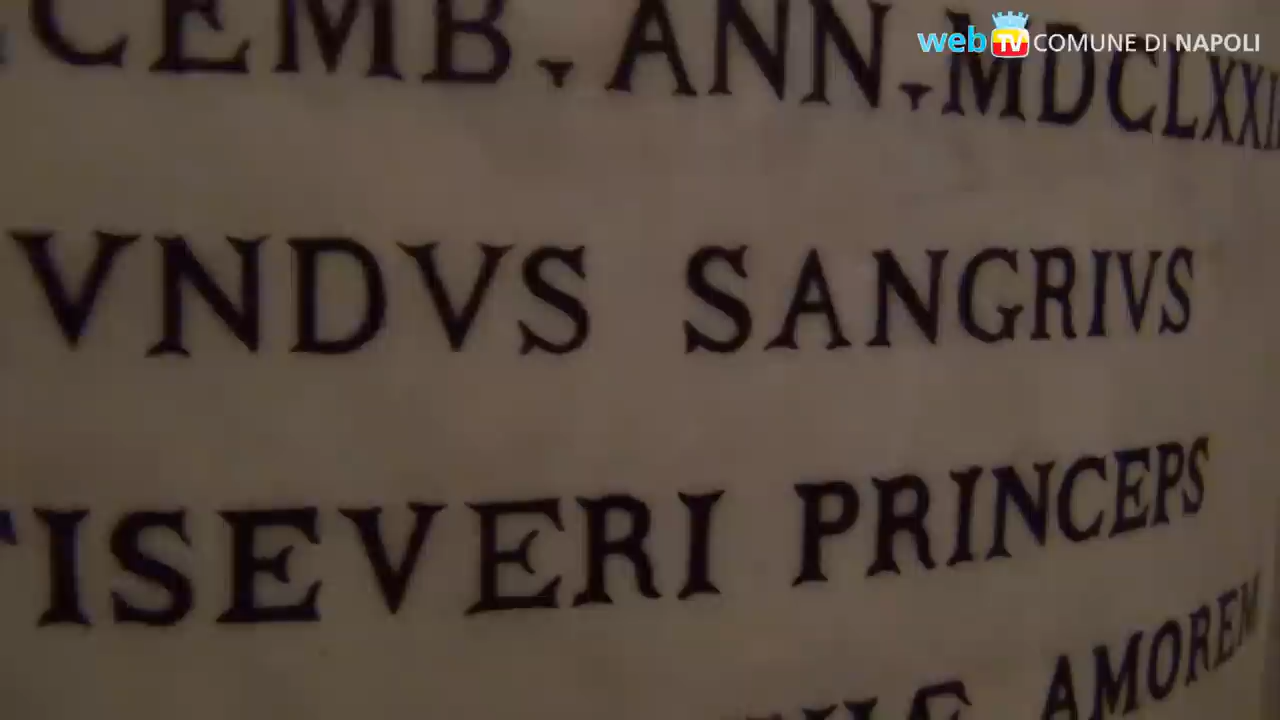 web TV COMUNE DI NAPOLI
CEMB. ANN. MDCLXXI
VNDVS SANGRIVS
ISEVERI PRINCEPS
AMOREM